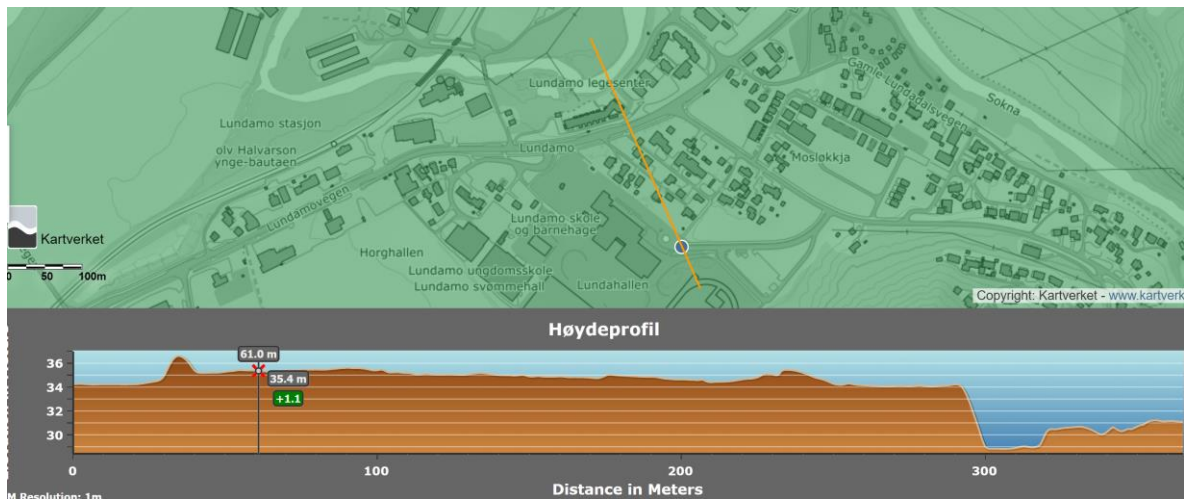 Lundamo legesenter
Gamle Lundadalsvegen
Sokna
Lundamo stasjon
olv Halvarson
ynge-bautaen
Lundamo
Mosløkkja
Lundamovegen
Lundamo skole
og barnehage
Kartverket
Horghallen
Lundamo ungdomsskole
Lundamo svømmehall
Lundahallen
0 50 100m
Copyright: Kartverket - www.kartverk
Høydeprofil
61.0 m
35.4 m
+1.1
36
34
32
30
0 100 200 300
Distance in Meters
M Resolution: 1m